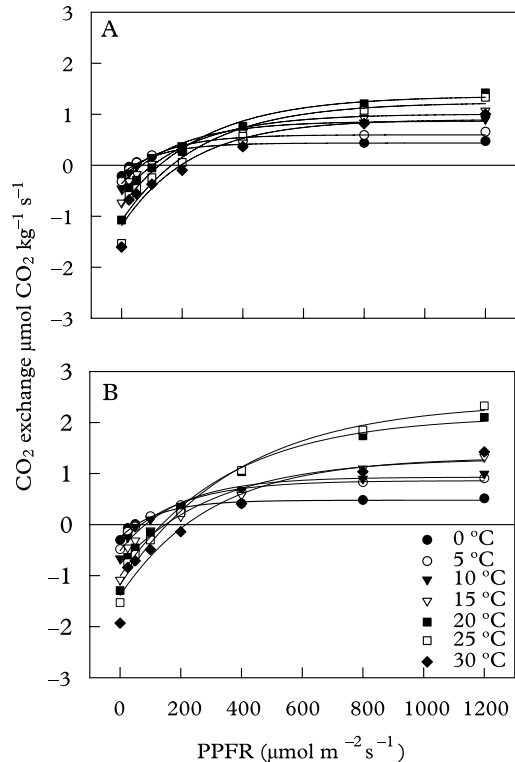 A
3
2
1
0
−1
−2
−3
CO₂ exchange µmol CO₂ kg⁻¹ s⁻¹
B
3
2
1
0
−1
−2
−3
0 °C
5 °C
10 °C
15 °C
20 °C
25 °C
30 °C
0 200 400 600 800 1000 1200
PPFR (µmol m ⁻² s⁻¹)